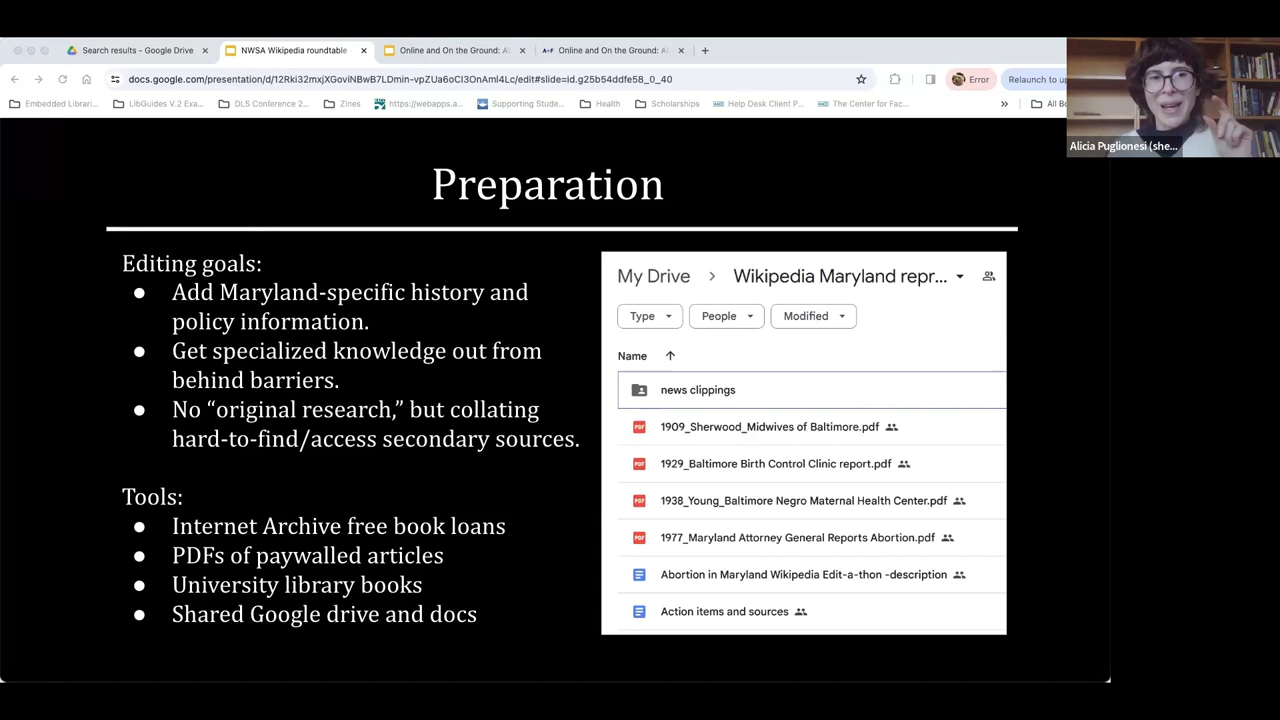 Search results - Google Drive
NWSA Wikipedia roundtable
Online and On the Ground: A
Online and On the Ground: A
docs.google.com/presentation/d/12Rki32mxjXGoviNBwB7LDmin-vpZUa6oCI3OnAmI4Lc/edit#slide=id.g25b54ddfe58_0_40
Error
Relaunch to u
Embedded Librari...
LibGuides V.2 Exa...
DLS Conference 2...
Zines
https://webapps.a...
Supporting Stude...
Health
Scholarships
Help Desk Client P...
The Center for Fac...
»
All Bo
Alicia Puglionesi (she...
Preparation
Editing goals:
● Add Maryland-specific history and
policy information.
● Get specialized knowledge out from
behind barriers.
● No “original research,” but collating
hard-to-find/access secondary sources.
Tools:
● Internet Archive free book loans
● PDFs of paywalled articles
● University library books
● Shared Google drive and docs
My Drive > Wikipedia Maryland repr...
Type People Modified
Name
news clippings
PDF 1909_Sherwood_Midwives of Baltimore.pdf
PDF 1929_Baltimore Birth Control Clinic report.pdf
PDF 1938_Young_Baltimore Negro Maternal Health Center.pdf
PDF 1977_Maryland Attorney General Reports Abortion.pdf
Abortion in Maryland Wikipedia Edit-a-thon -description
Action items and sources